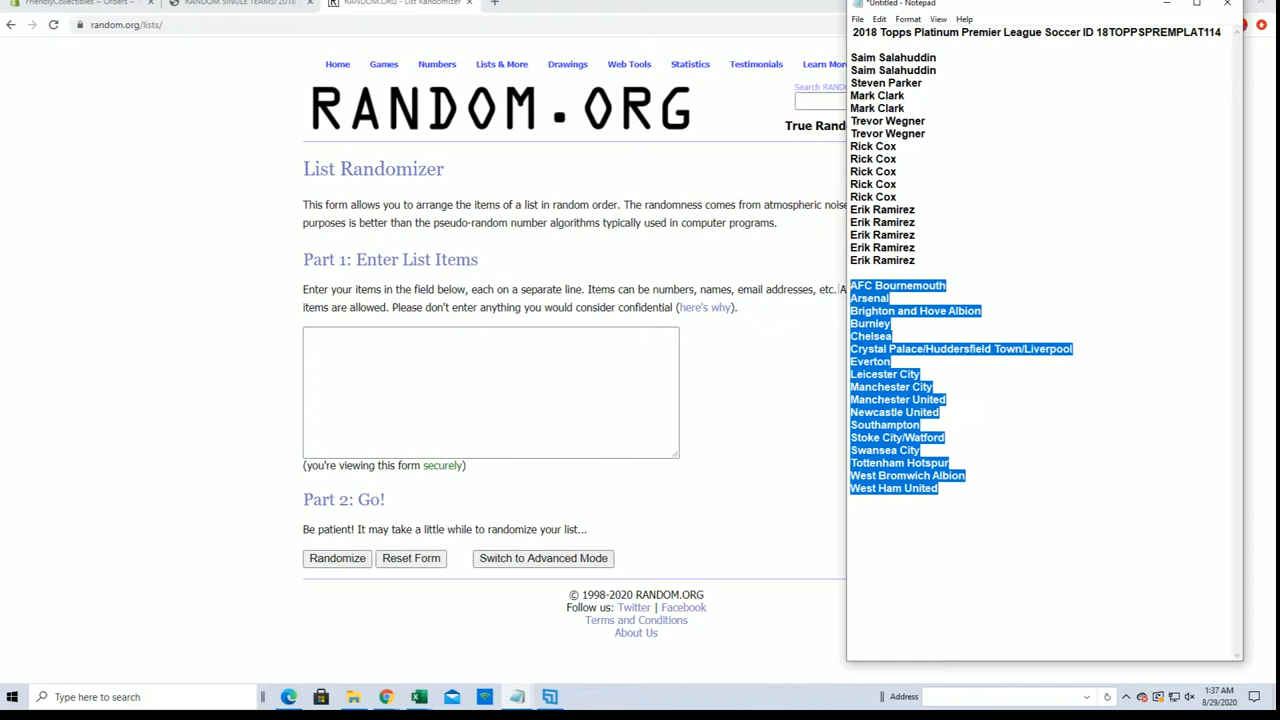 FriendlyCollectibles – Orders
RANDOM SINGLE TEAMS: 2018
RANDOM.ORG - List Randomizer
random.org/lists/
Home
Games
Numbers
Lists & More
Drawings
Web Tools
Statistics
Testimonials
Learn Mor
Search RAND
RANDOM.ORG
True Rand
List Randomizer
This form allows you to arrange the items of a list in random order. The randomness comes from atmospheric nois
purposes is better than the pseudo-random number algorithms typically used in computer programs.
Part 1: Enter List Items
Enter your items in the field below, each on a separate line. Items can be numbers, names, email addresses, etc. A
items are allowed. Please don't enter anything you would consider confidential (here's why).
(you're viewing this form securely)
Part 2: Go!
Be patient! It may take a little while to randomize your list...
Randomize
Reset Form
Switch to Advanced Mode
© 1998-2020 RANDOM.ORG
Follow us: Twitter | Facebook
Terms and Conditions
About Us
*Untitled - Notepad
File Edit Format View Help
2018 Topps Platinum Premier League Soccer ID 18TOPPSPREMPLAT114
Saim Salahuddin
Saim Salahuddin
Steven Parker
Mark Clark
Mark Clark
Trevor Wegner
Trevor Wegner
Rick Cox
Rick Cox
Rick Cox
Rick Cox
Rick Cox
Erik Ramirez
Erik Ramirez
Erik Ramirez
Erik Ramirez
Erik Ramirez
AFC Bournemouth
Arsenal
Brighton and Hove Albion
Burnley
Chelsea
Crystal Palace/Huddersfield Town/Liverpool
Everton
Leicester City
Manchester City
Manchester United
Newcastle United
Southampton
Stoke City/Watford
Swansea City
Tottenham Hotspur
West Bromwich Albion
West Ham United
Type here to search
Address
1:37 AM
8/29/2020